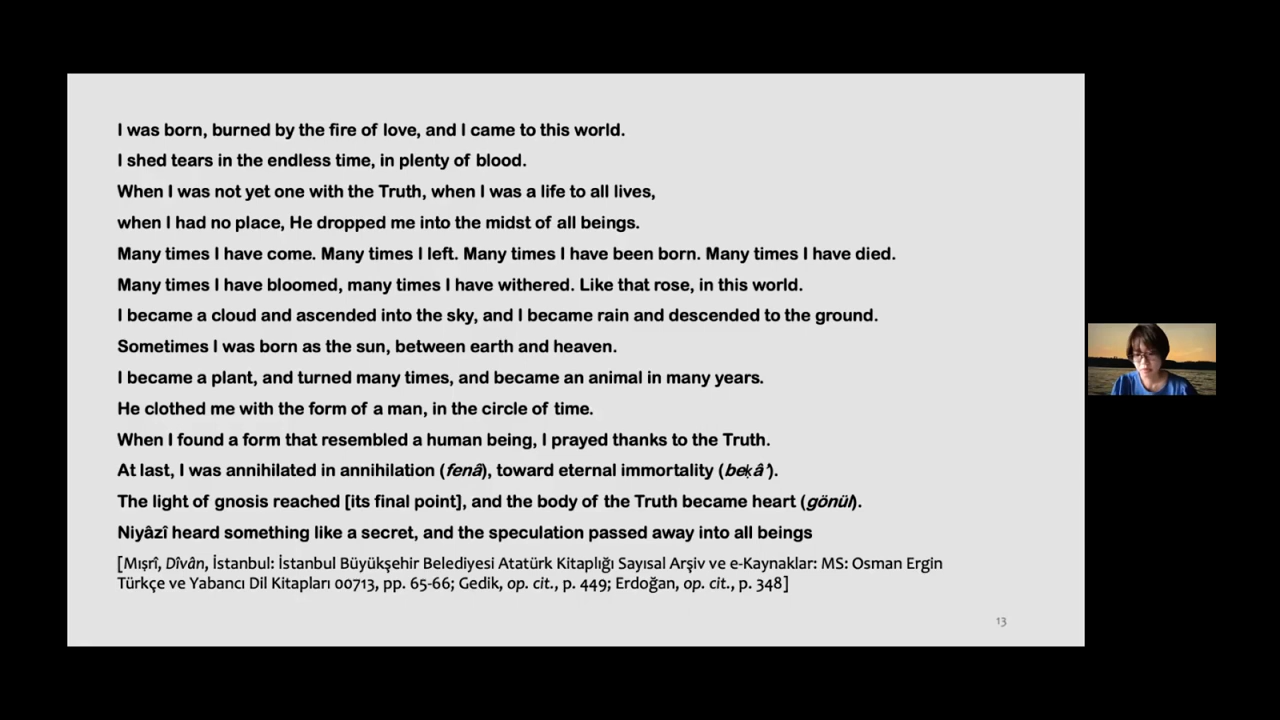 I was born, burned by the fire of love, and I came to this world.
I shed tears in the endless time, in plenty of blood.
When I was not yet one with the Truth, when I was a life to all lives,
when I had no place, He dropped me into the midst of all beings.
Many times I have come. Many times I left. Many times I have been born. Many times I have died.
Many times I have bloomed, many times I have withered. Like that rose, in this world.
I became a cloud and ascended into the sky, and I became rain and descended to the ground.
Sometimes I was born as the sun, between earth and heaven.
I became a plant, and turned many times, and became an animal in many years.
He clothed me with the form of a man, in the circle of time.
When I found a form that resembled a human being, I prayed thanks to the Truth.
At last, I was annihilated in annihilation (fenâ), toward eternal immortality (beḳâʾ).
The light of gnosis reached [its final point], and the body of the Truth became heart (gönül).
Niyâzî heard something like a secret, and the speculation passed away into all beings
[Mıṣrî, Dîvân, İstanbul: İstanbul Büyükşehir Belediyesi Atatürk Kitaplığı Sayısal Arşiv ve e-Kaynaklar: MS: Osman Ergin
Türkçe ve Yabancı Dil Kitapları 00713, pp. 65-66; Gedik, op. cit., p. 449; Erdoğan, op. cit., p. 348]
13